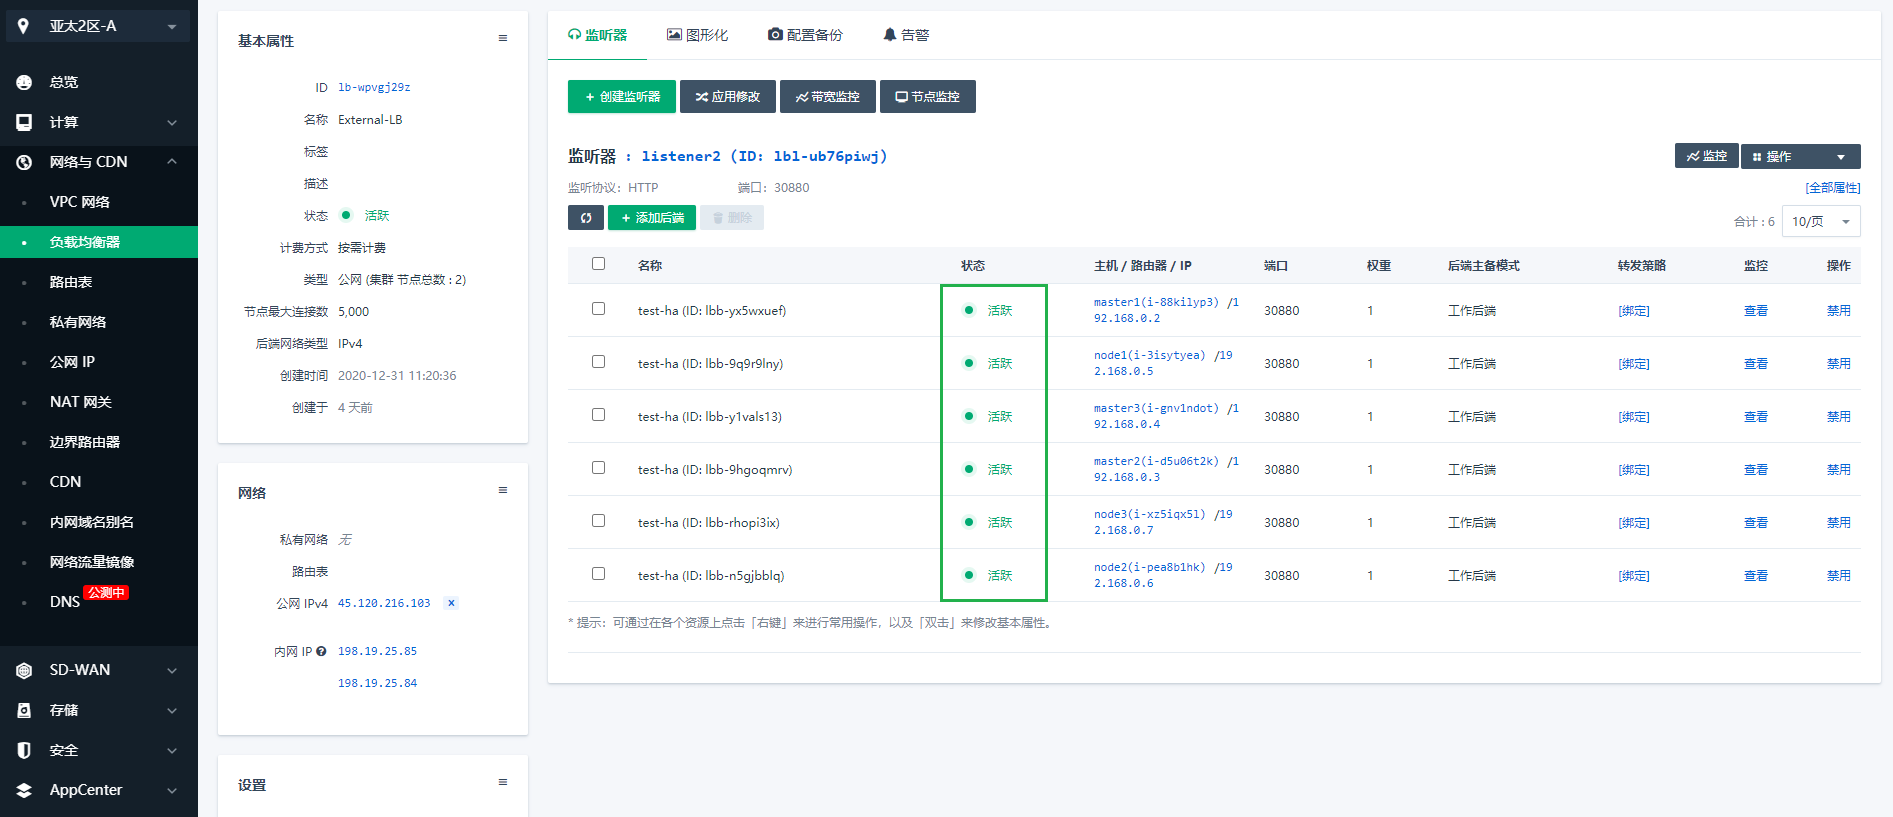 亚太2区-A
总览
计算
网络与 CDN
VPC 网络
负载均衡器
路由表
私有网络
公网 IP
NAT 网关
边界路由器
CDN
内网域名别名
网络流量镜像
DNS 公测中
SD-WAN
存储
安全
AppCenter
基本属性
ID lb-wpvgj29z
名称 External-LB
标签
描述
状态 活跃
计费方式 按需计费
类型 公网 (集群 节点总数 : 2)
节点最大连接数 5,000
后端网络类型 IPv4
创建时间 2020-12-31 11:20:36
创建于 4 天前
网络
私有网络 无
路由表
公网 IPv4 45.120.216.103 x
内网 IP 198.19.25.85
198.19.25.84
设置
监听器 图形化 配置备份 告警
+ 创建监听器 应用修改 带宽监控 节点监控
监听器 : listener2 (ID: lbl-ub76piwj) 监控 操作
监听协议：HTTP 端口：30880 [全部属性]
+ 添加后端 删除 合计 : 6 10/页
名称 状态 主机 / 路由器 / IP 端口 权重 后端主备模式 转发策略 监控 操作
test-ha (ID: lbb-yx5wxuef) 活跃 master1(i-88kilyp3) /1 30880 1 工作后端 [绑定] 查看 禁用
92.168.0.2
test-ha (ID: lbb-9q9r9lny) 活跃 node1(i-3isytyea) /19 30880 1 工作后端 [绑定] 查看 禁用
2.168.0.5
test-ha (ID: lbb-y1vals13) 活跃 master3(i-gnv1ndot) /1 30880 1 工作后端 [绑定] 查看 禁用
92.168.0.4
test-ha (ID: lbb-9hgoqmrv) 活跃 master2(i-d5u06t2k) /1 30880 1 工作后端 [绑定] 查看 禁用
92.168.0.3
test-ha (ID: lbb-rhopi3ix) 活跃 node3(i-xz5iqx5l) /19 30880 1 工作后端 [绑定] 查看 禁用
2.168.0.7
test-ha (ID: lbb-n5gjbblq) 活跃 node2(i-pea8b1hk) /19 30880 1 工作后端 [绑定] 查看 禁用
2.168.0.6
* 提示：可通过在各个资源上点击「右键」来进行常用操作，以及「双击」来修改基本属性。